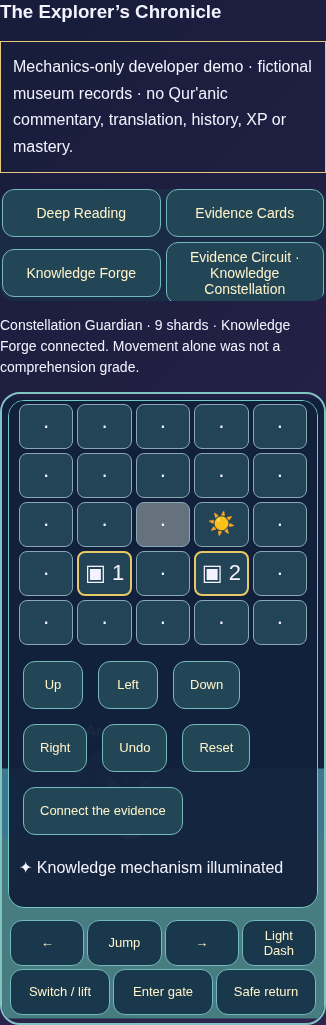 The Explorer’s Chronicle
Mechanics-only developer demo · fictional
museum records · no Qur'anic
commentary, translation, history, XP or
mastery.
Deep Reading
Evidence Cards
Knowledge Forge
Evidence Circuit ·
Knowledge
Constellation
Constellation Guardian · 9 shards · Knowledge
Forge connected. Movement alone was not a
comprehension grade.
· · · · ·
· · · · ·
· · · ☀️ ·
· ▣ 1 · ▣ 2 ·
· · · · ·
Up Left Down
Right Undo Reset
Connect the evidence
✦ Knowledge mechanism illuminated
← Jump →
Light
Dash
Switch / lift Enter gate Safe return